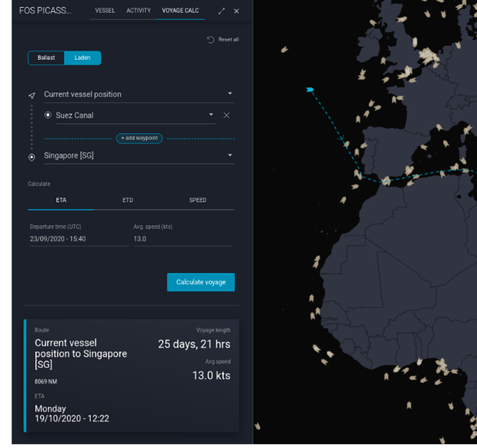 FOS PICASS...
VESSEL ACTIVITY VOYAGE CALC
Reset all
Ballast Laden
Current vessel position
Suez Canal
+ add waypoint
Singapore [SG]
Calculate
ETA ETD SPEED
Departure time (UTC) Avg. speed (kts)
23/09/2020 - 15:40 13.0
Calculate voyage
Route Voyage length
Current vessel
position to Singapore
[SG]
25 days, 21 hrs
Avg speed
13.0 kts
8069 NM
ETA
Monday
19/10/2020 - 12:22